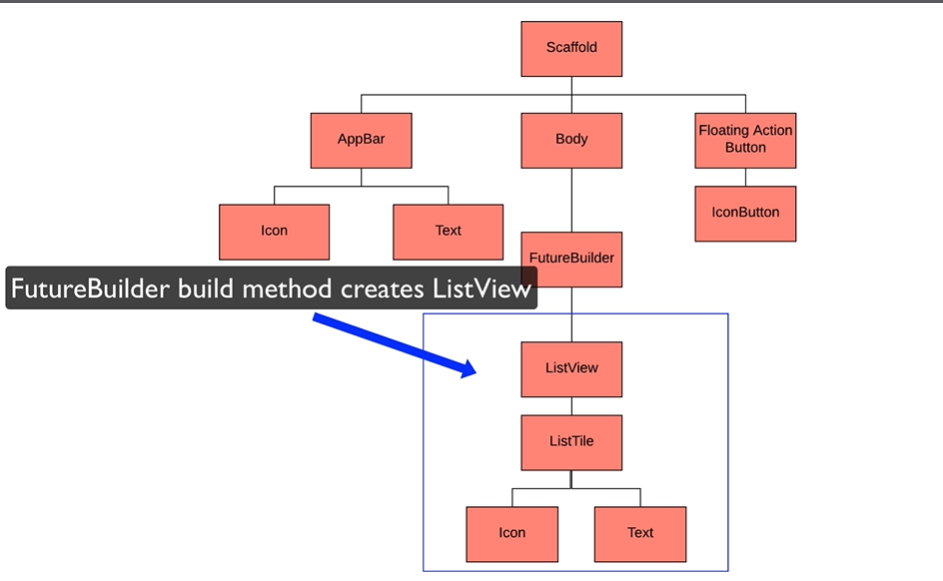 Scaffold
AppBar
Body
Floating Action
Button
Icon
Text
IconButton
FutureBuilder
FutureBuilder build method creates ListView
ListView
ListTile
Icon
Text